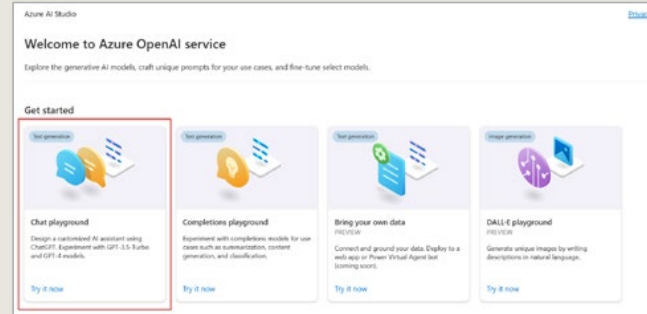 Azure AI Studio
Privacy
Welcome to Azure OpenAI service
Explore the generative AI models, craft unique prompts for your use cases, and fine-tune select models.
Get started
Text generation
Chat playground
Design a customized AI assistant using
ChatGPT. Experiment with GPT-3.5-Turbo
and GPT-4 models.
Try it now
Text generation
Completions playground
Experiment with completions models for use
cases such as summarization, content
generation, and classification.
Try it now
Text generation
Bring your own data
PREVIEW
Connect and ground your data. Deploy to a
web app or Power Virtual Agent bot
(coming soon).
Try it now
Image generation
DALL-E playground
PREVIEW
Generate unique images by writing
descriptions in natural language.
Try it now